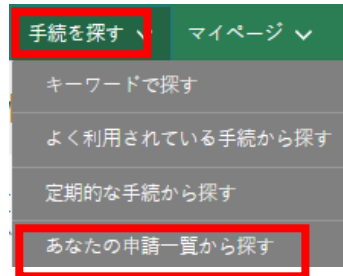 手続を探す マイページ
キーワードで探す
よく利用されている手続から探す
定期的な手続から探す
あなたの申請一覧から探す